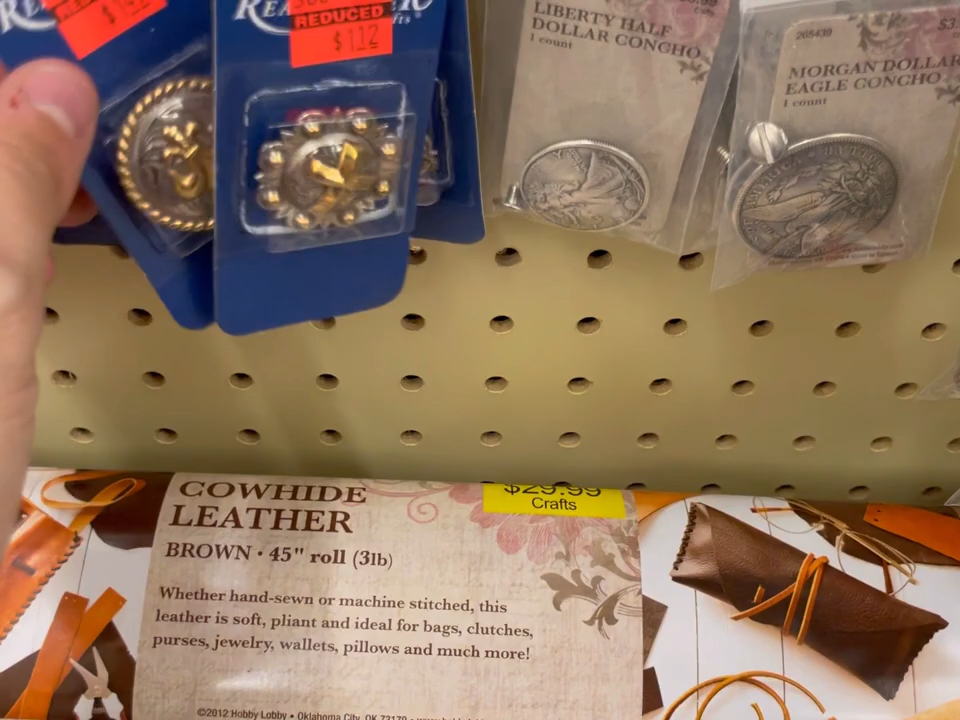 REDUCED
$1.12
LIBERTY HALF
DOLLAR CONCHO
1 count
265439
MORGAN DOLLAR
EAGLE CONCHO
1 count
COWHIDE
LEATHER
BROWN • 45" roll (3lb)
$29.99
Crafts
Whether hand-sewn or machine stitched, this
leather is soft, pliant and ideal for bags, clutches,
purses, jewelry, wallets, pillows and much more!
©2012 Hobby Lobby • Oklahoma City, OK 73179